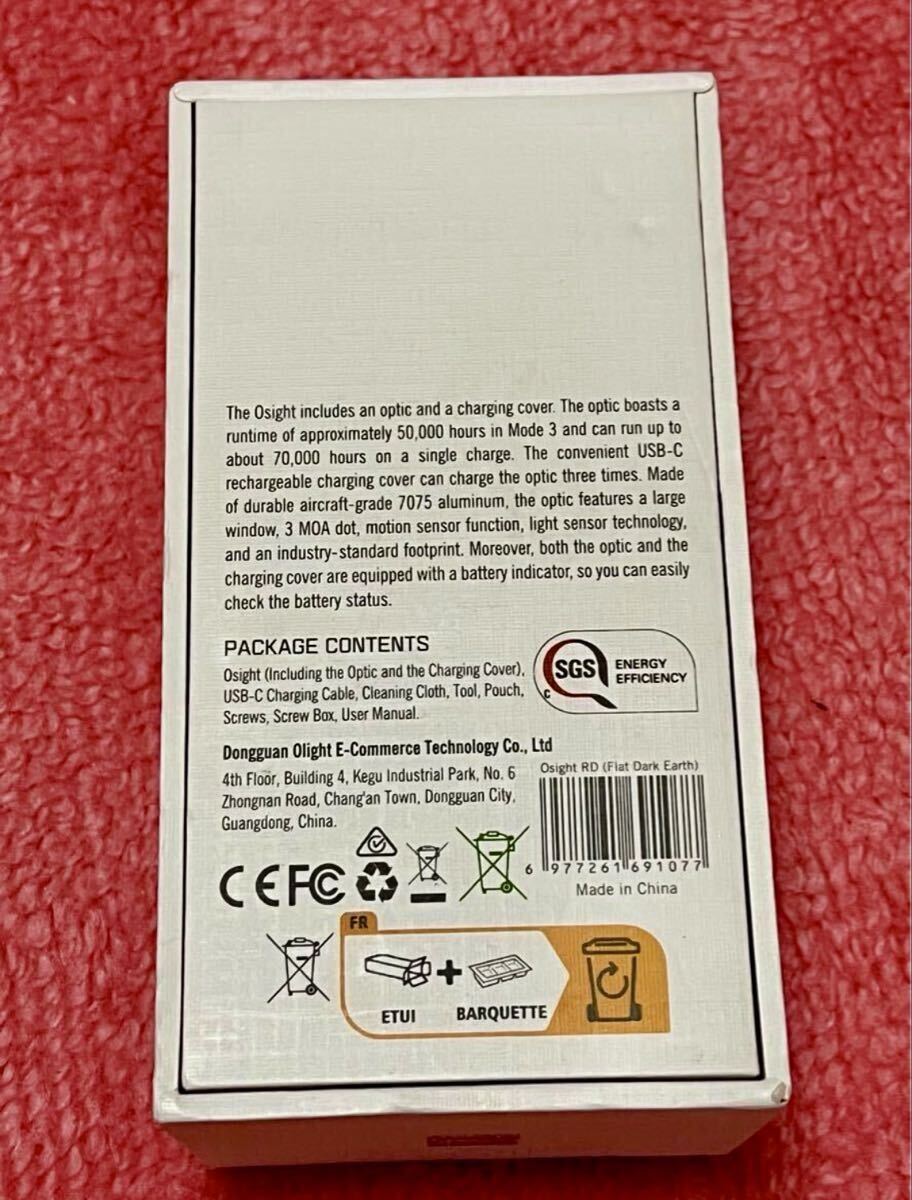 The Osight includes an optic and a charging cover. The optic boasts a
runtime of approximately 50,000 hours in Mode 3 and can run up to
about 70,000 hours on a single charge. The convenient USB-C
rechargeable charging cover can charge the optic three times. Made
of durable aircraft-grade 7075 aluminum, the optic features a large
window, 3 MOA dot, motion sensor function, light sensor technology,
and an industry-standard footprint. Moreover, both the optic and the
charging cover are equipped with a battery indicator, so you can easily
check the battery status.
PACKAGE CONTENTS
Osight (Including the Optic and the Charging Cover),
USB-C Charging Cable, Cleaning Cloth, Tool, Pouch,
Screws, Screw Box, User Manual.
SGS
C
ENERGY
EFFICIENCY
Dongguan Olight E-Commerce Technology Co., Ltd
4th Floor, Building 4, Kegu Industrial Park, No. 6
Zhongnan Road, Chang'an Town, Dongguan City,
Guangdong, China.
Osight RD (Flat Dark Earth)
6 977261 691077
Made in China
CE FC
FR
ETUI + BARQUETTE